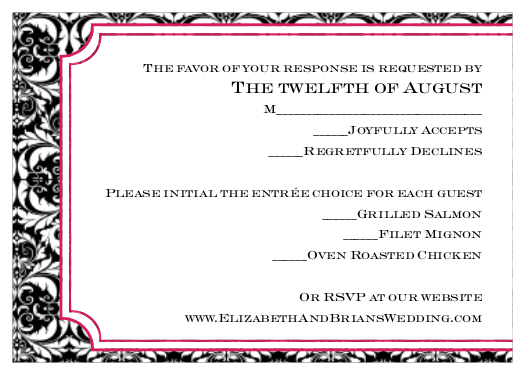 The favor of your response is requested by
The twelfth of August
M________________________________
_____Joyfully Accepts
_____Regretfully Declines
Please initial the entrée choice for each guest
_____Grilled Salmon
_____Filet Mignon
_____Oven Roasted Chicken
Or RSVP at our website
www.ElizabethAndBriansWedding.com